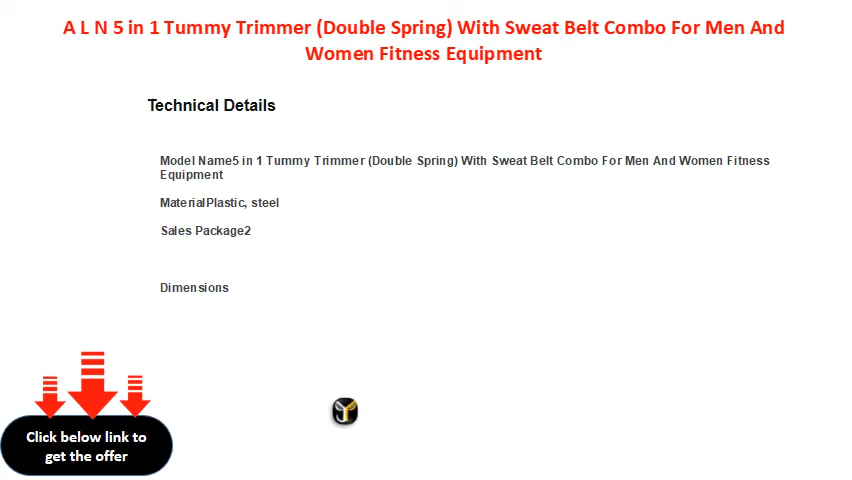 A L N 5 in 1 Tummy Trimmer (Double Spring) With Sweat Belt Combo For Men And
Women Fitness Equipment
Technical Details
Model Name5 in 1 Tummy Trimmer (Double Spring) With Sweat Belt Combo For Men And Women Fitness
Equipment
MaterialPlastic, steel
Sales Package2
Dimensions
Click below link to
get the offer